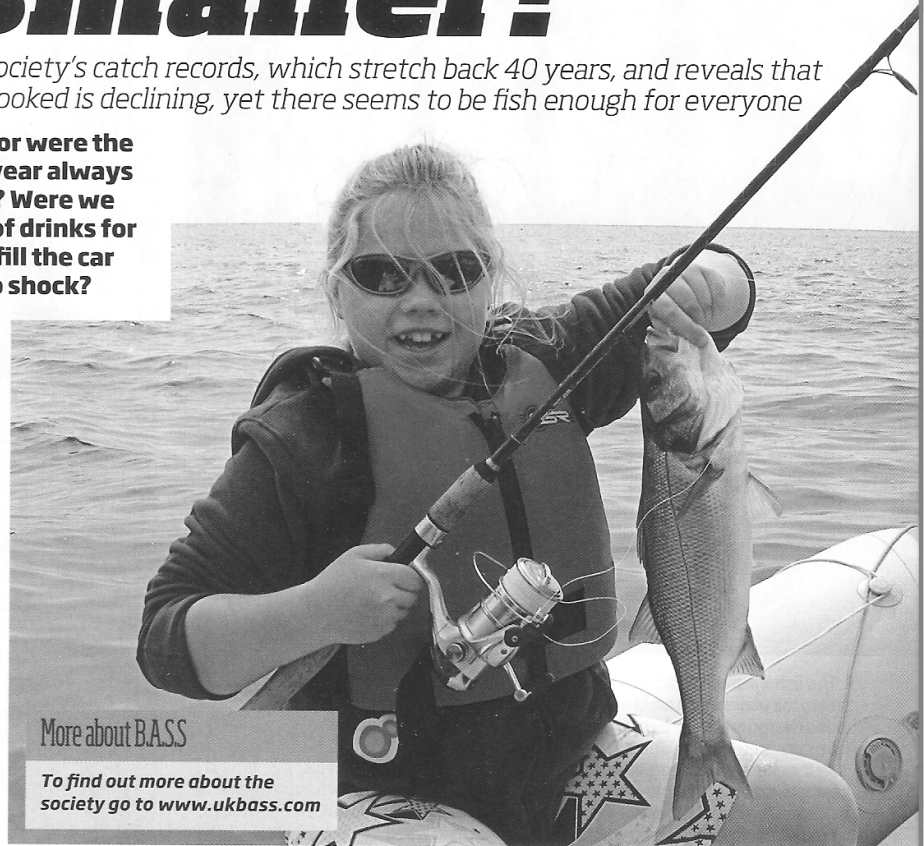 smaller?
ociety's catch records, which stretch back 40 years, and reveals that
ooked is declining, yet there seems to be fish enough for everyone
or were the
year always
? Were we
of drinks for
fill the car
o shock?
More about B.A.S.S
To find out more about the
society go to www.ukbass.com